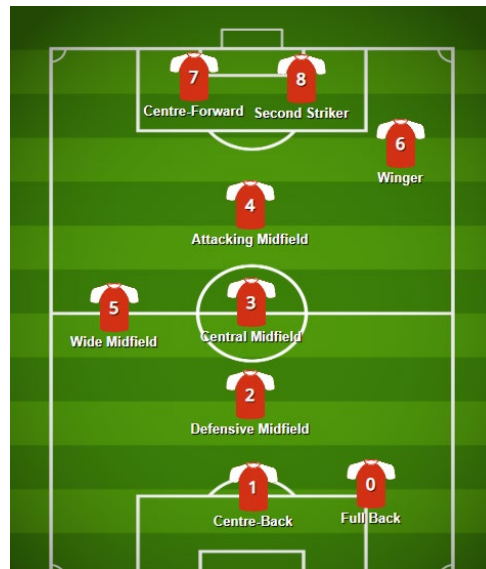 7
Centre-Forward
8
Second Striker
6
Winger
4
Attacking Midfield
5
Wide Midfield
3
Central Midfield
2
Defensive Midfield
1
Centre-Back
0
Full Back